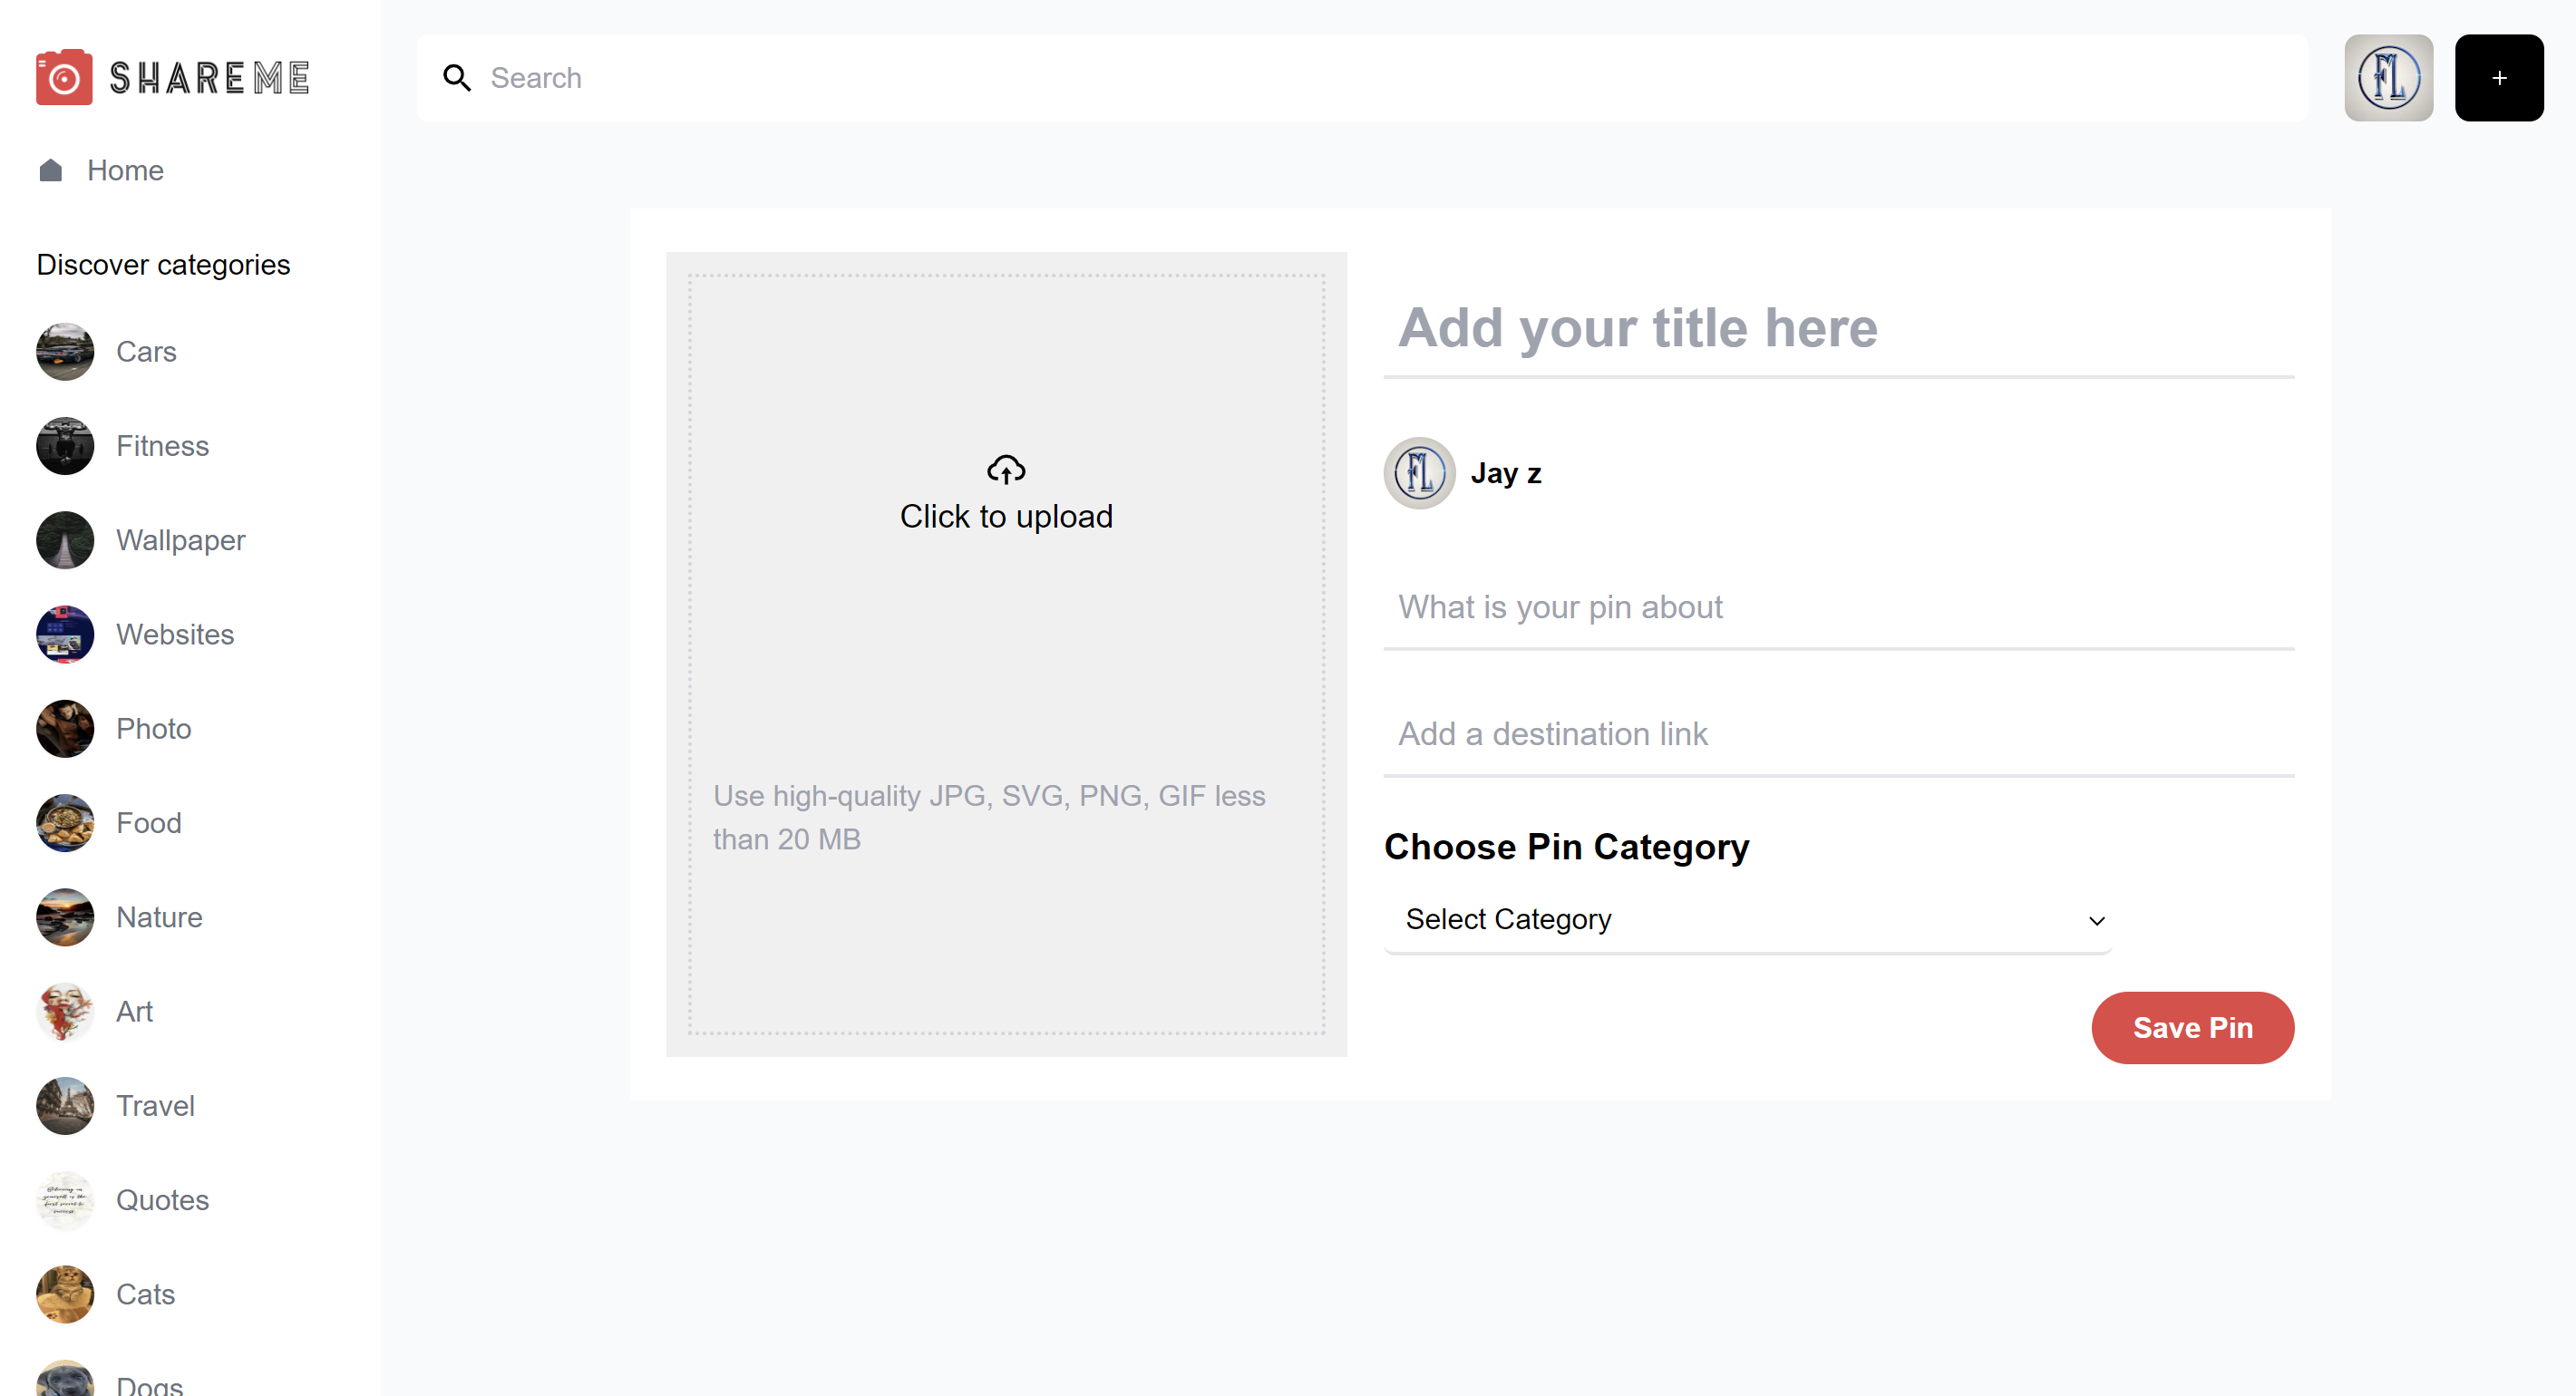 SHAREME
Search
FL
+
Home
Discover categories
Cars
Fitness
Wallpaper
Websites
Photo
Food
Nature
Art
Travel
Quotes
Cats
Dogs
Click to upload
Use high-quality JPG, SVG, PNG, GIF less
than 20 MB
Add your title here
FL
Jay z
What is your pin about
Add a destination link
Choose Pin Category
Select Category
Save Pin